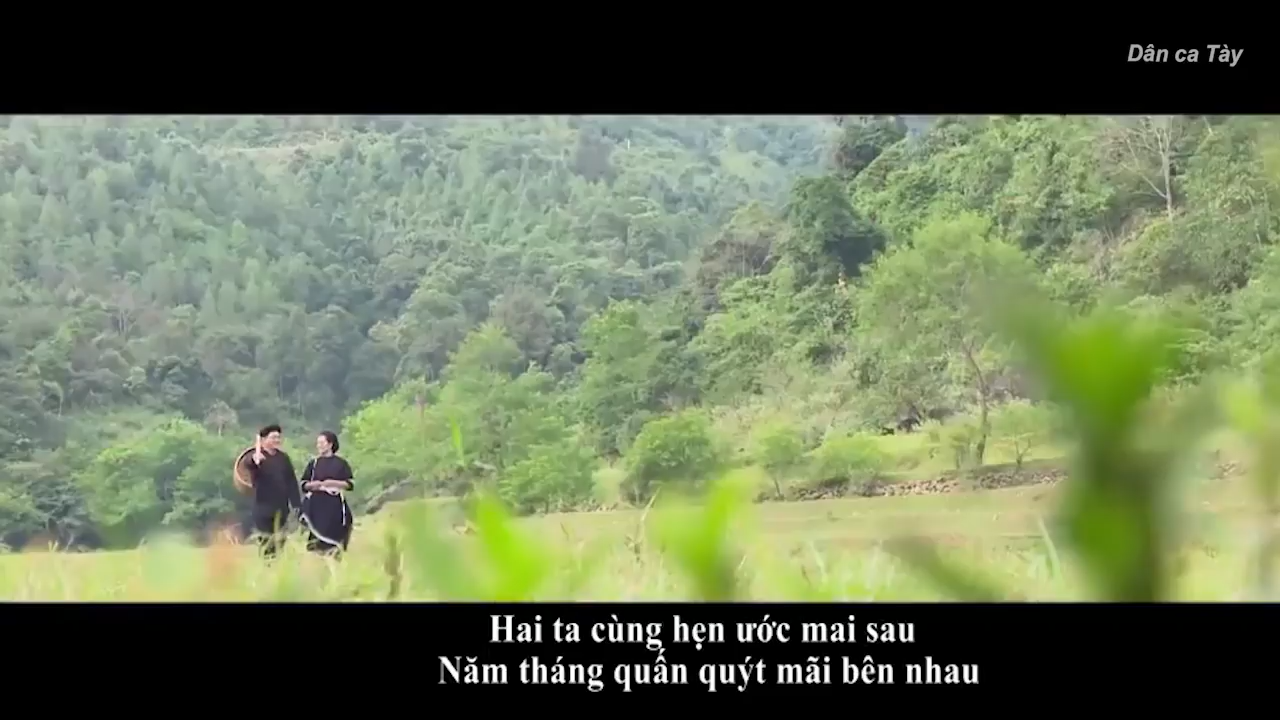 Dân ca Tày
Hai ta cùng hẹn ước mai sau
Năm tháng quấn quýt mãi bên nhau